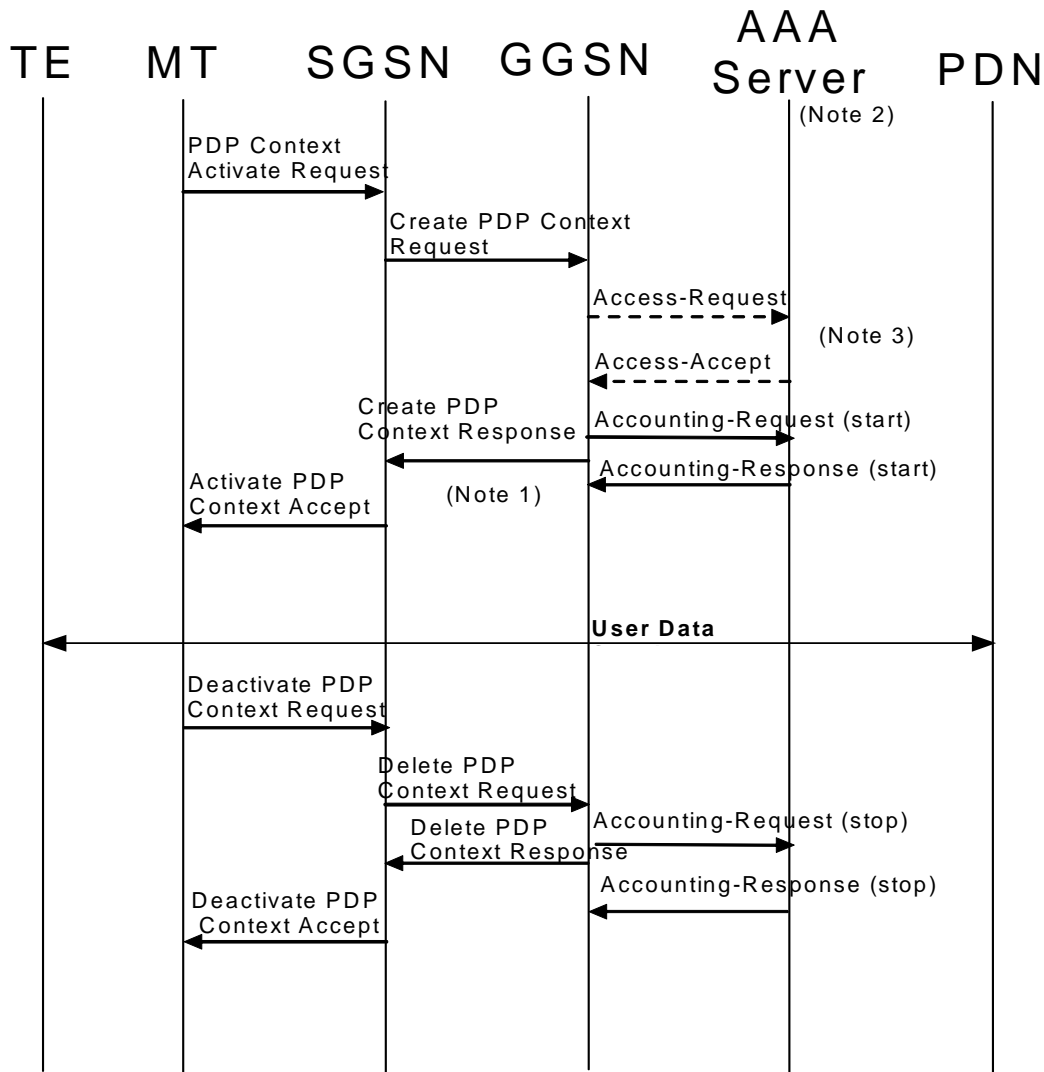 TE MT SGSN GGSN AAA Server PDN
(Note 2)
PDP Context
Activate Request
Create PDP Context
Request
Access-Request
(Note 3)
Access-Accept
Create PDP
Context Response
Accounting-Request (start)
Accounting-Response (start)
Activate PDP
Context Accept
(Note 1)
User Data
Deactivate PDP
Context Request
Delete PDP
Context Request
Accounting-Request (stop)
Delete PDP
Context Response
Accounting-Response (stop)
Deactivate PDP
Context Accept